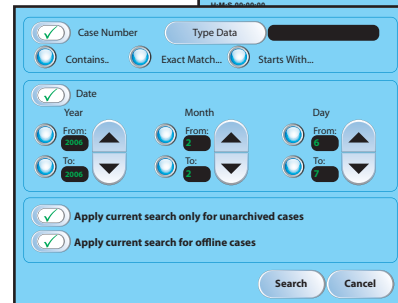 H:M:S 00:00:00
Case Number Type Data
Contains.. Exact Match... Starts With...
Date
Year Month Day
From: From: From:
2006 2 6
To: To: To:
2006 2 7
Apply current search only for unarchived cases
Apply current search for offline cases
Search Cancel